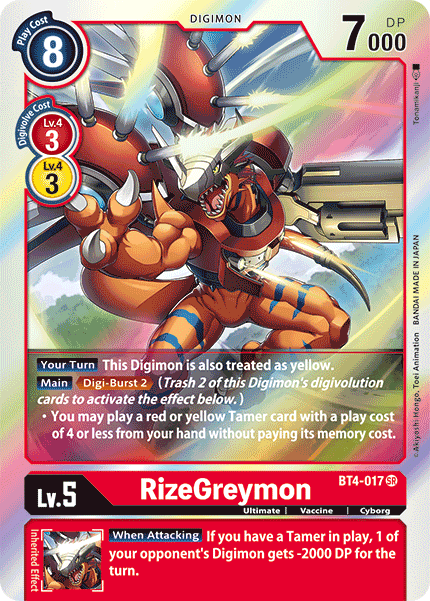 Play Cost
8
DIGIMON
7000
DP
Digivolve Cost
Lv.4
3
Lv.4
3
Tonamikanji
©Akiyoshi Hongo, Toei Animation BANDAI MADE IN JAPAN
Your Turn This Digimon is also treated as yellow.
Main Digi-Burst 2 (Trash 2 of this Digimon's digivolution
cards to activate the effect below.)
• You may play a red or yellow Tamer card with a play cost
of 4 or less from your hand without paying its memory cost.
Lv.5
RizeGreymon
BT4-017 SR
Ultimate | Vaccine | Cyborg
Inherited Effect
When Attacking If you have a Tamer in play, 1 of
your opponent's Digimon gets -2000 DP for the
turn.